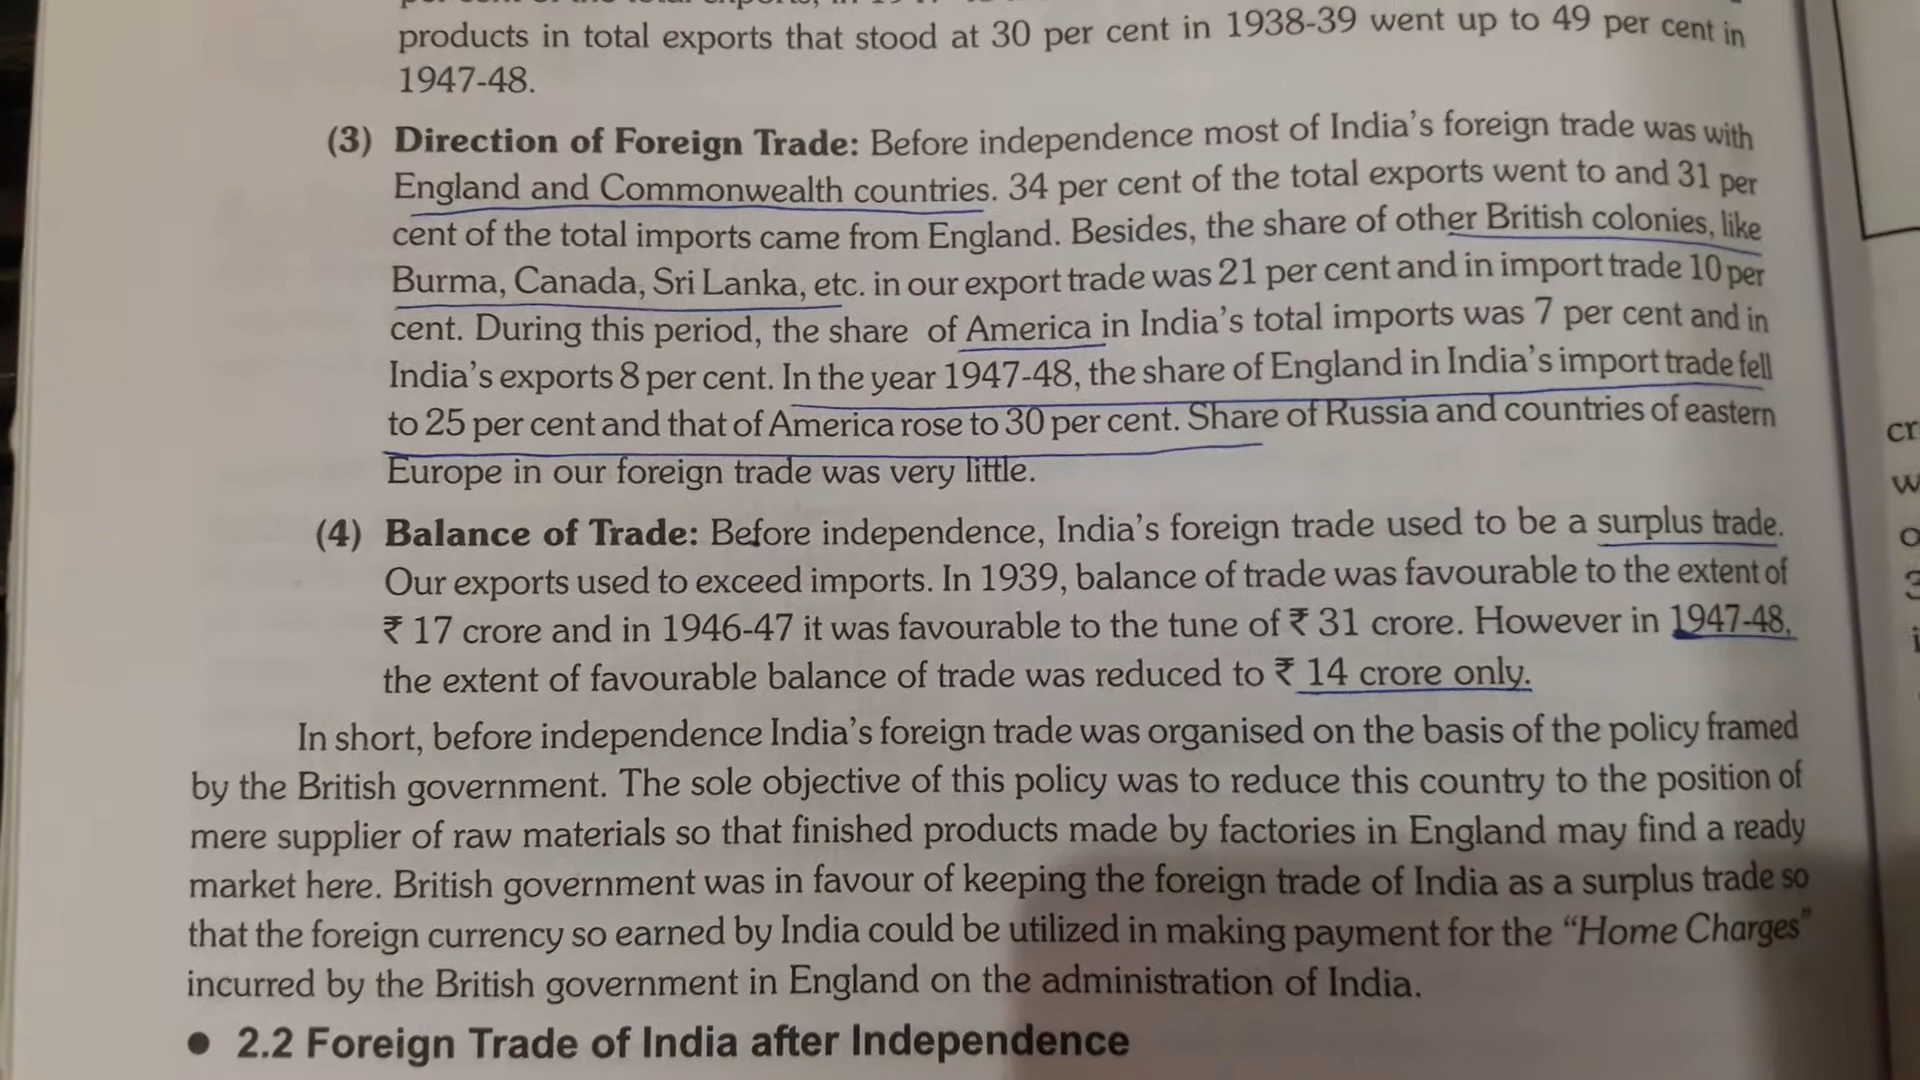 products in total exports that stood at 30 per cent in 1938-39 went up to 49 per cent in
1947-48.
(3) Direction of Foreign Trade: Before independence most of India's foreign trade was with
England and Commonwealth countries. 34 per cent of the total exports went to and 31 per
cent of the total imports came from England. Besides, the share of other British colonies, like
Burma, Canada, Sri Lanka, etc. in our export trade was 21 per cent and in import trade 10 per
cent. During this period, the share of America in India's total imports was 7 per cent and in
India's exports 8 per cent. In the year 1947-48, the share of England in India's import trade fell
to 25 per cent and that of America rose to 30 per cent. Share of Russia and countries of eastern
Europe in our foreign trade was very little.
(4) Balance of Trade: Before independence, India's foreign trade used to be a surplus trade.
Our exports used to exceed imports. In 1939, balance of trade was favourable to the extent of
₹ 17 crore and in 1946-47 it was favourable to the tune of ₹ 31 crore. However in 1947-48,
the extent of favourable balance of trade was reduced to ₹ 14 crore only.
In short, before independence India's foreign trade was organised on the basis of the policy framed
by the British government. The sole objective of this policy was to reduce this country to the position of
mere supplier of raw materials so that finished products made by factories in England may find a ready
market here. British government was in favour of keeping the foreign trade of India as a surplus trade so
that the foreign currency so earned by India could be utilized in making payment for the “Home Charges”
incurred by the British government in England on the administration of India.
● 2.2 Foreign Trade of India after Independence